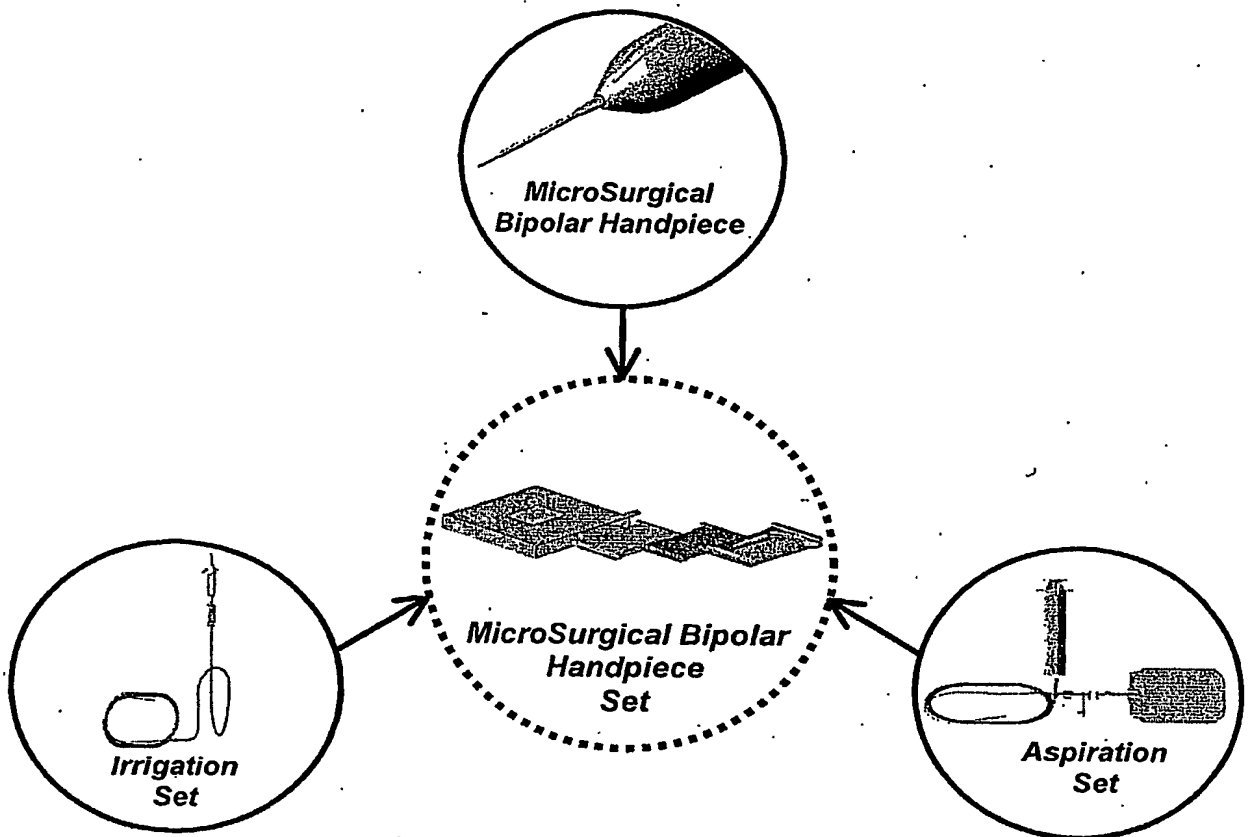 MicroSurgical
Bipolar Handpiece
MicroSurgical Bipolar
Handpiece
Set
Irrigation
Set
Aspiration
Set